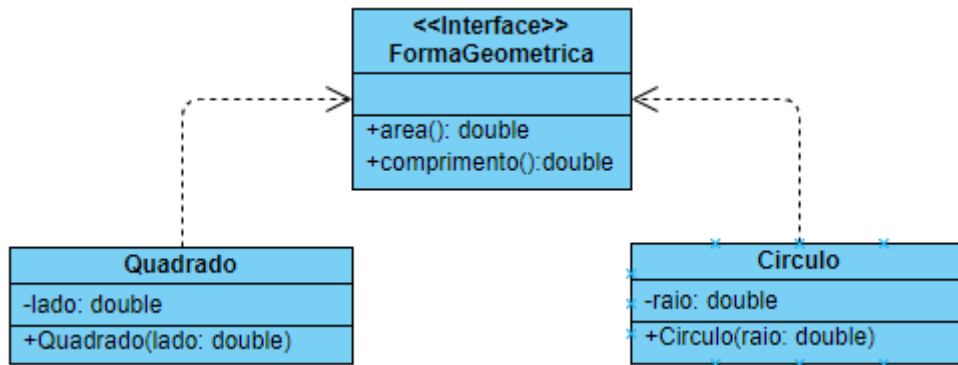 <<Interface>>
FormaGeometrica
+area(): double
+comprimento():double
Quadrado
-lado: double
+Quadrado(lado: double)
Circulo
-raio: double
+Circulo(raio: double)